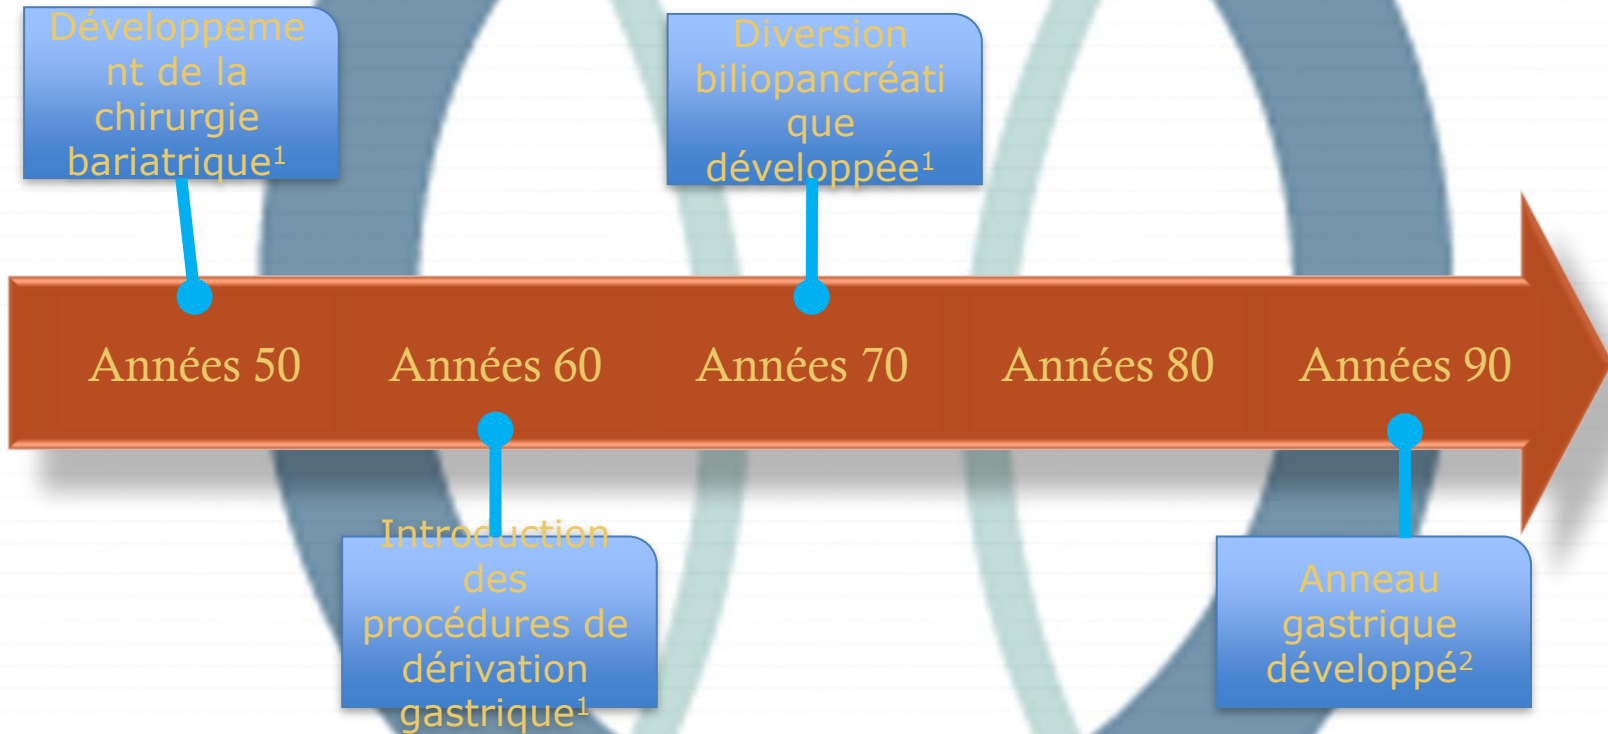 Développeme
nt de la
chirurgie
bariatrique¹
Diversion
biliopancréati
que
développée¹
Années 50
Années 60
Années 70
Années 80
Années 90
Introduction
des
procédures de
dérivation
gastrique¹
Anneau
gastrique
développé²